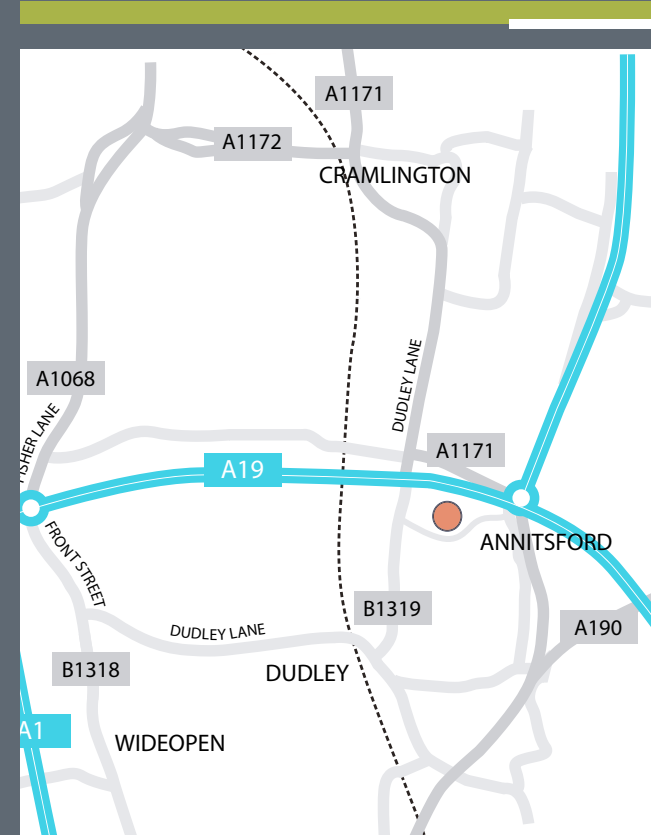 A1171
A1172
CRAMLINGTON
DUDLEY LANE
A1068
FISHER LANE
A1171
A19
ANNITSFORD
FRONT STREET
B1319
A190
DUDLEY LANE
B1318
DUDLEY
A1
WIDEOPEN